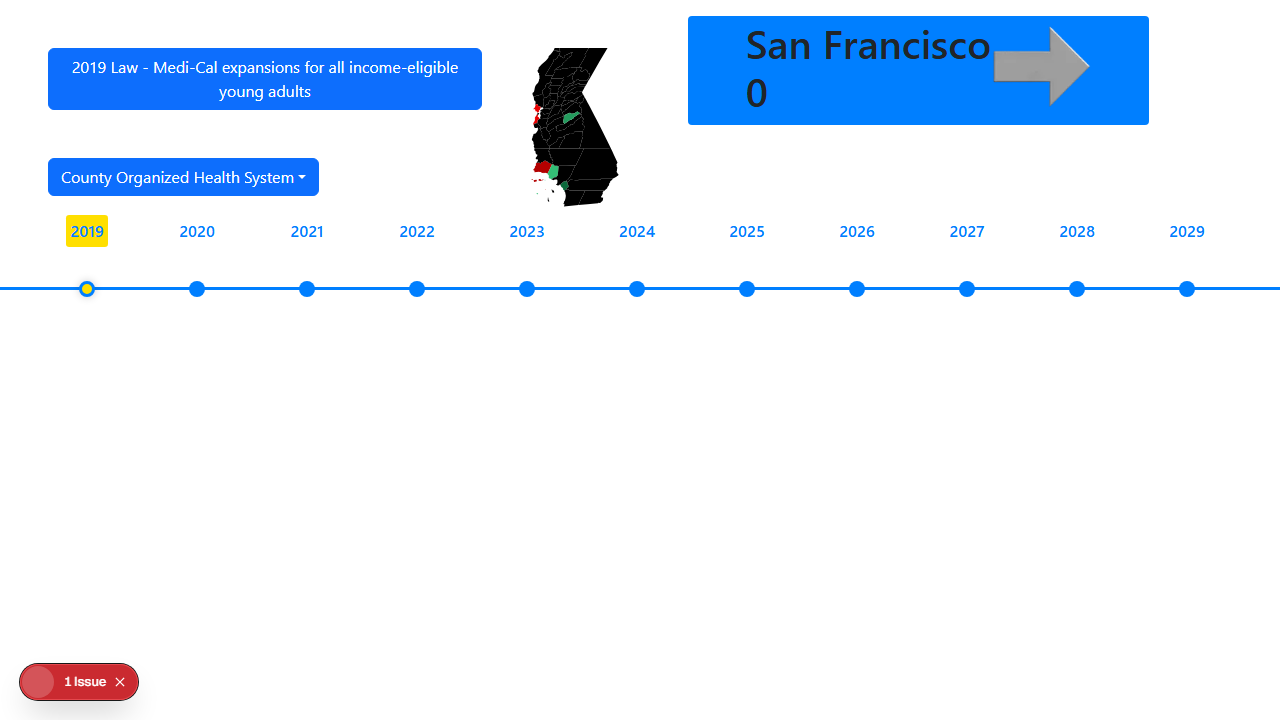 2019 Law - Medi-Cal expansions for all income-eligible
young adults
San Francisco
0
County Organized Health System
2019 2020 2021 2022 2023 2024 2025 2026 2027 2028 2029
1 Issue